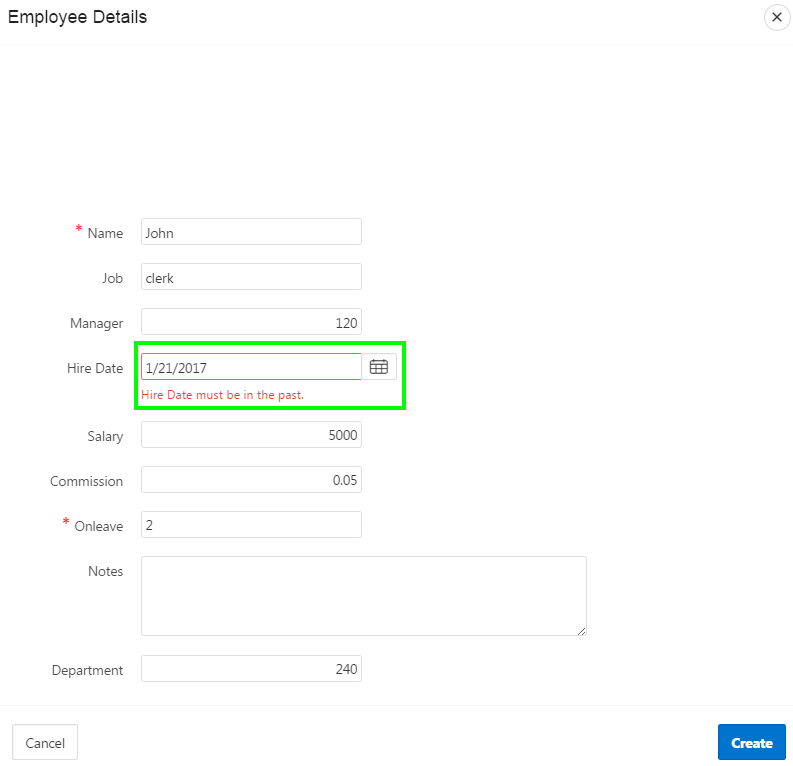 Employee Details
* Name John
Job clerk
Manager 120
Hire Date 1/21/2017
Hire Date must be in the past.
Salary 5000
Commission 0.05
* Onleave 2
Notes
Department 240
Cancel Create